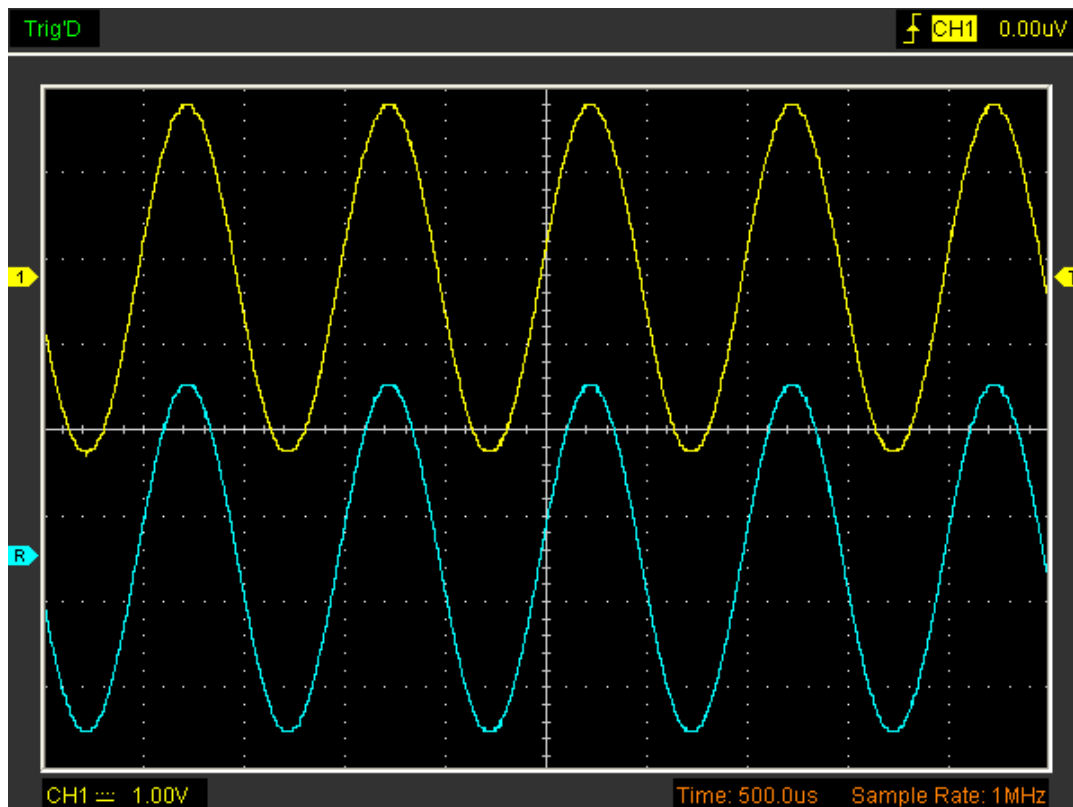 Trig'D
CH1 0.00uV
1
T
R
CH1 1.00V
Time: 500.0us Sample Rate: 1MHz